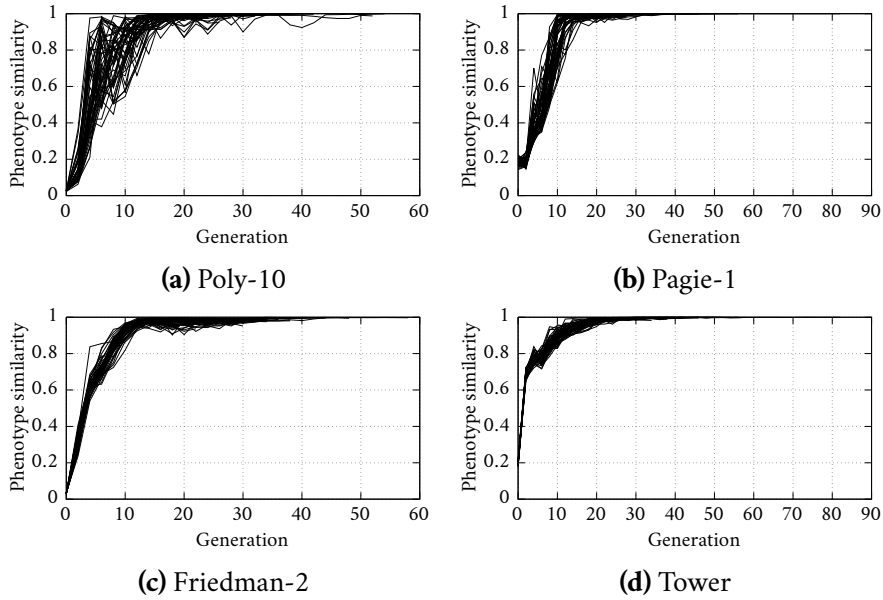 1
0.8
0.6
0.4
0.2
0
0 10 20 30 40 50 60
Phenotype similarity
Generation
(a) Poly-10
1
0.8
0.6
0.4
0.2
0
0 10 20 30 40 50 60 70 80 90
Phenotype similarity
Generation
(b) Pagie-1
1
0.8
0.6
0.4
0.2
0
0 10 20 30 40 50 60
Phenotype similarity
Generation
(c) Friedman-2
1
0.8
0.6
0.4
0.2
0
0 10 20 30 40 50 60 70 80 90
Phenotype similarity
Generation
(d) Tower